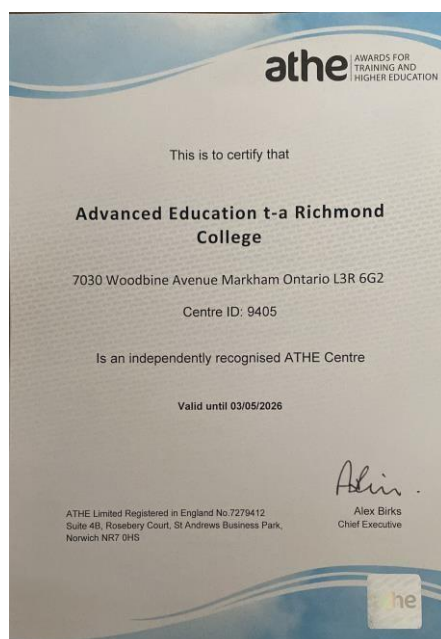 athe
AWARDS FOR
TRAINING AND
HIGHER EDUCATION
This is to certify that
Advanced Education t-a Richmond
College
7030 Woodbine Avenue Markham Ontario L3R 6G2
Centre ID: 9405
Is an independently recognised ATHE Centre
Valid until 03/05/2026
ATHE Limited Registered in England No.7279412
Suite 4B, Rosebery Court, St Andrews Business Park,
Norwich NR7 0HS
Alex Birks
Chief Executive